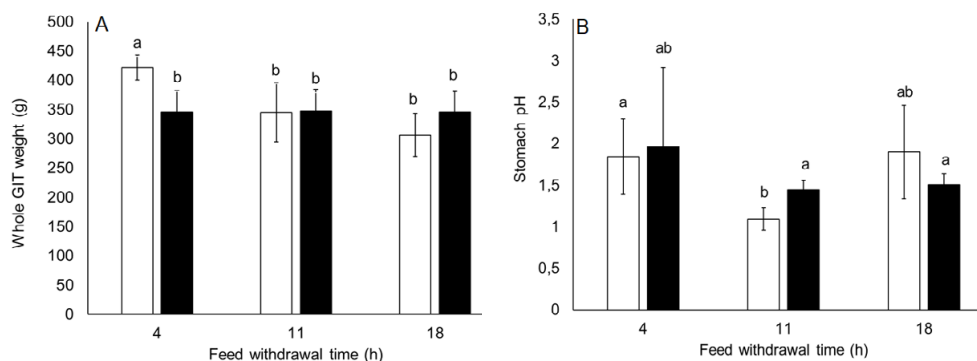 A
Whole GIT weight (g)
500
450
400
350
300
250
200
150
100
50
0
a
b
b
b
b
b
4
11
18
Feed withdrawal time (h)
B
Stomach pH
3,5
3
2,5
2
1,5
1
0,5
0
a
ab
b
a
ab
a
4
11
18
Feed withdrawal time (h)